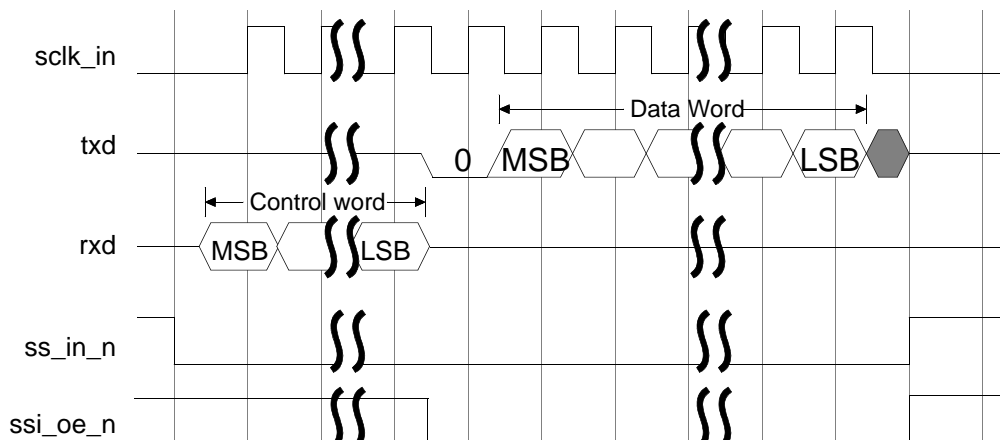 sclk_in
Data Word
txd
0
MSB
LSB
Control word
rxd
MSB
LSB
ss_in_n
ssi_oe_n